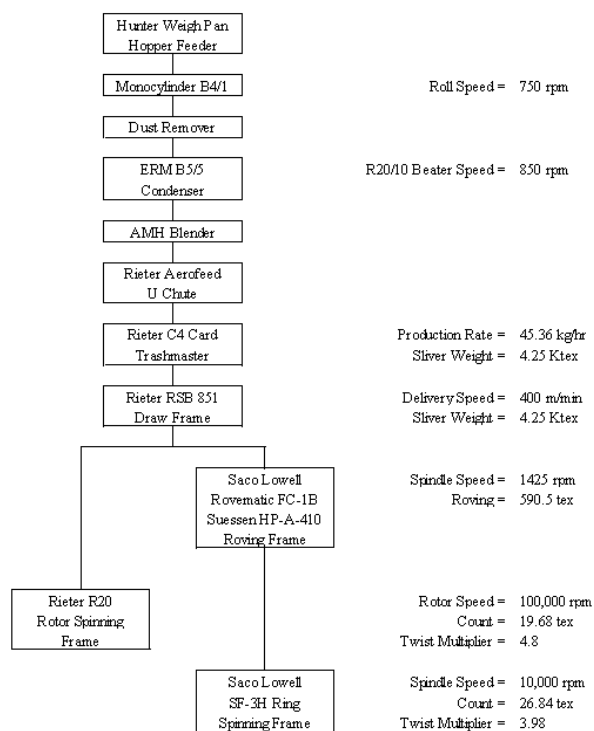 Hunter Weigh Pan
Hopper Feeder
Monocylinder B4/1
Roll Speed = 750 rpm
Dust Remover
ERM B5/5
Condenser
R20/10 Beater Speed = 850 rpm
AMH Blender
Rieter Aerofeed
U Chute
Rieter C4 Card
Trashmaster
Production Rate = 45.36 kg/hr
Sliver Weight = 4.25 Ktex
Rieter RSB 851
Draw Frame
Delivery Speed = 400 m/min
Sliver Weight = 4.25 Ktex
Saco Lowell
Rovematic FC-1B
Suessen HP-A-410
Roving Frame
Spindle Speed = 1425 rpm
Roving = 590.5 tex
Rieter R20
Rotor Spinning
Frame
Rotor Speed = 100,000 rpm
Count = 19.68 tex
Twist Multiplier = 4.8
Saco Lowell
SF-3H Ring
Spinning Frame
Spindle Speed = 10,000 rpm
Count = 26.84 tex
Twist Multiplier = 3.98